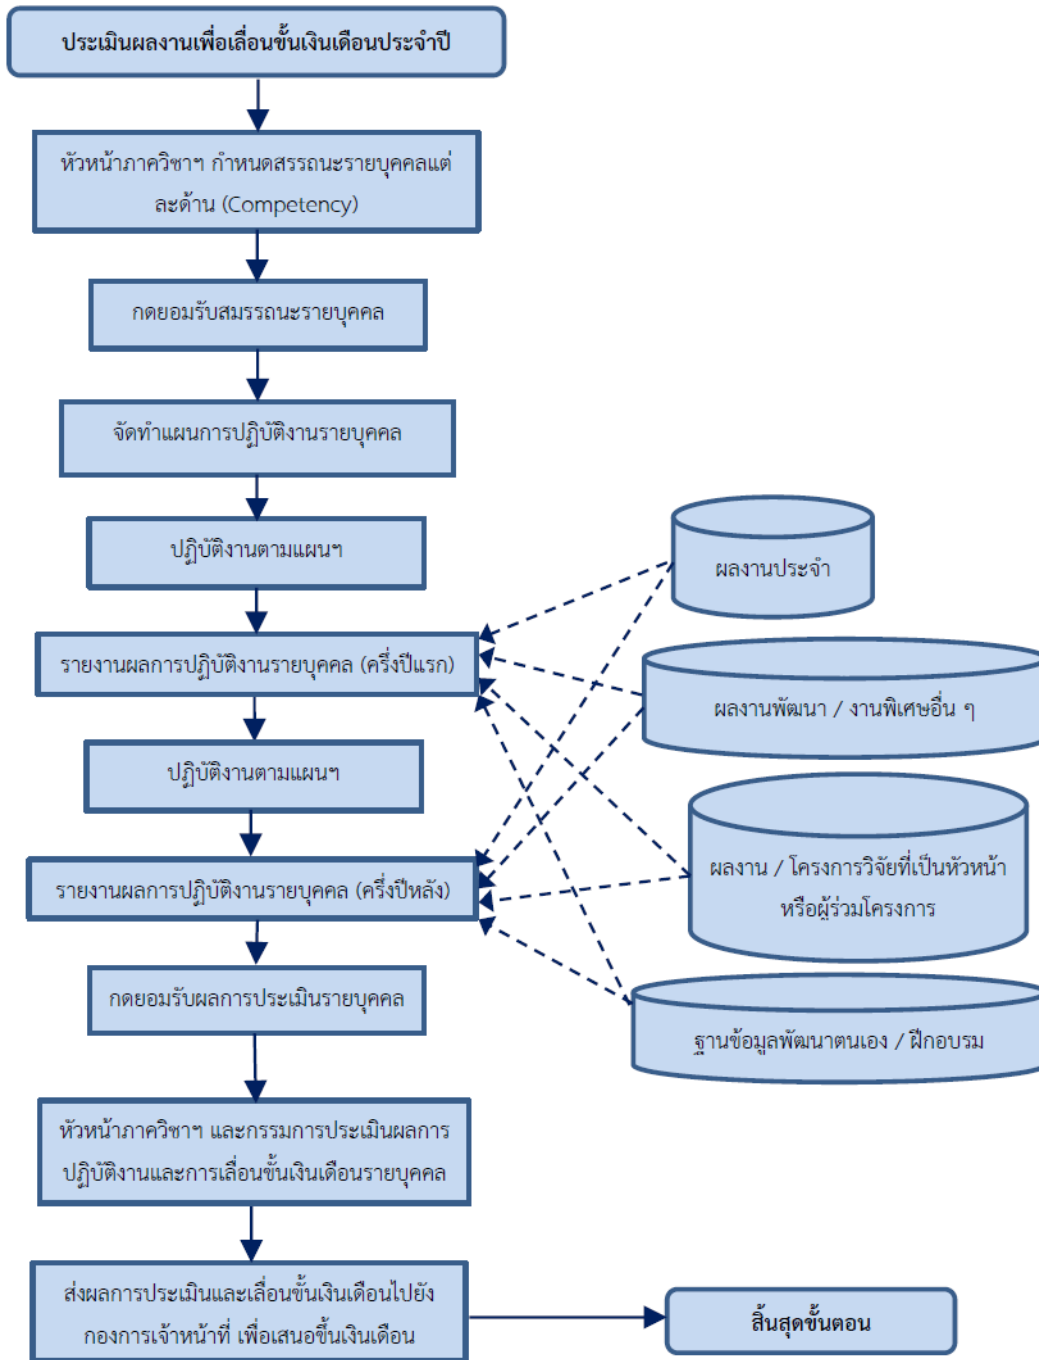 ประเมินผลงานเพื่อเลื่อนขั้นเงินเดือนประจำปี
หัวหน้าภาควิชาฯ กำหนดสรรถนะรายบุคคลแต่
ละด้าน (Competency)
กดยอมรับสมรรถนะรายบุคคล
จัดทำแผนการปฏิบัติงานรายบุคคล
ปฏิบัติงานตามแผนฯ
ผลงานประจำ
รายงานผลการปฏิบัติงานรายบุคคล (ครึ่งปีแรก)
ผลงานพัฒนา / งานพิเศษอื่น ๆ
ปฏิบัติงานตามแผนฯ
ผลงาน / โครงการวิจัยที่เป็นหัวหน้า
หรือผู้ร่วมโครงการ
รายงานผลการปฏิบัติงานรายบุคคล (ครึ่งปีหลัง)
กดยอมรับผลการประเมินรายบุคคล
ฐานข้อมูลพัฒนาตนเอง / ฝึกอบรม
หัวหน้าภาควิชาฯ และกรรมการประเมินผลการ
ปฏิบัติงานและการเลื่อนขั้นเงินเดือนรายบุคคล
ส่งผลการประเมินและเลื่อนขั้นเงินเดือนไปยัง
กองการเจ้าหน้าที่ เพื่อเสนอขึ้นเงินเดือน
สิ้นสุดขั้นตอน